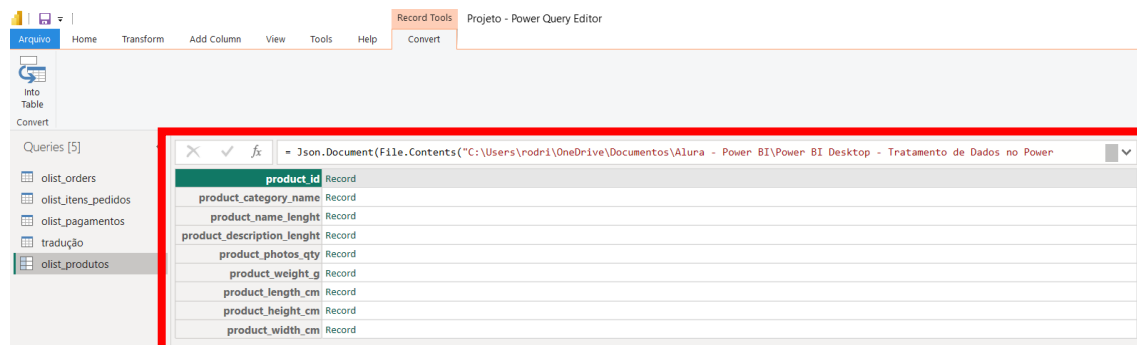 Record Tools Projeto - Power Query Editor
Arquivo Home Transform Add Column View Tools Help Convert
Into
Table
Convert
Queries [5]
fx = Json.Document(File.Contents("C:\Users\rodri\OneDrive\Documentos\Alura - Power BI\Power BI Desktop - Tratamento de Dados no Power
olist_orders
olist_itens_pedidos
olist_pagamentos
tradução
olist_produtos
product_id Record
product_category_name Record
product_name_lenght Record
product_description_lenght Record
product_photos_qty Record
product_weight_g Record
product_length_cm Record
product_height_cm Record
product_width_cm Record